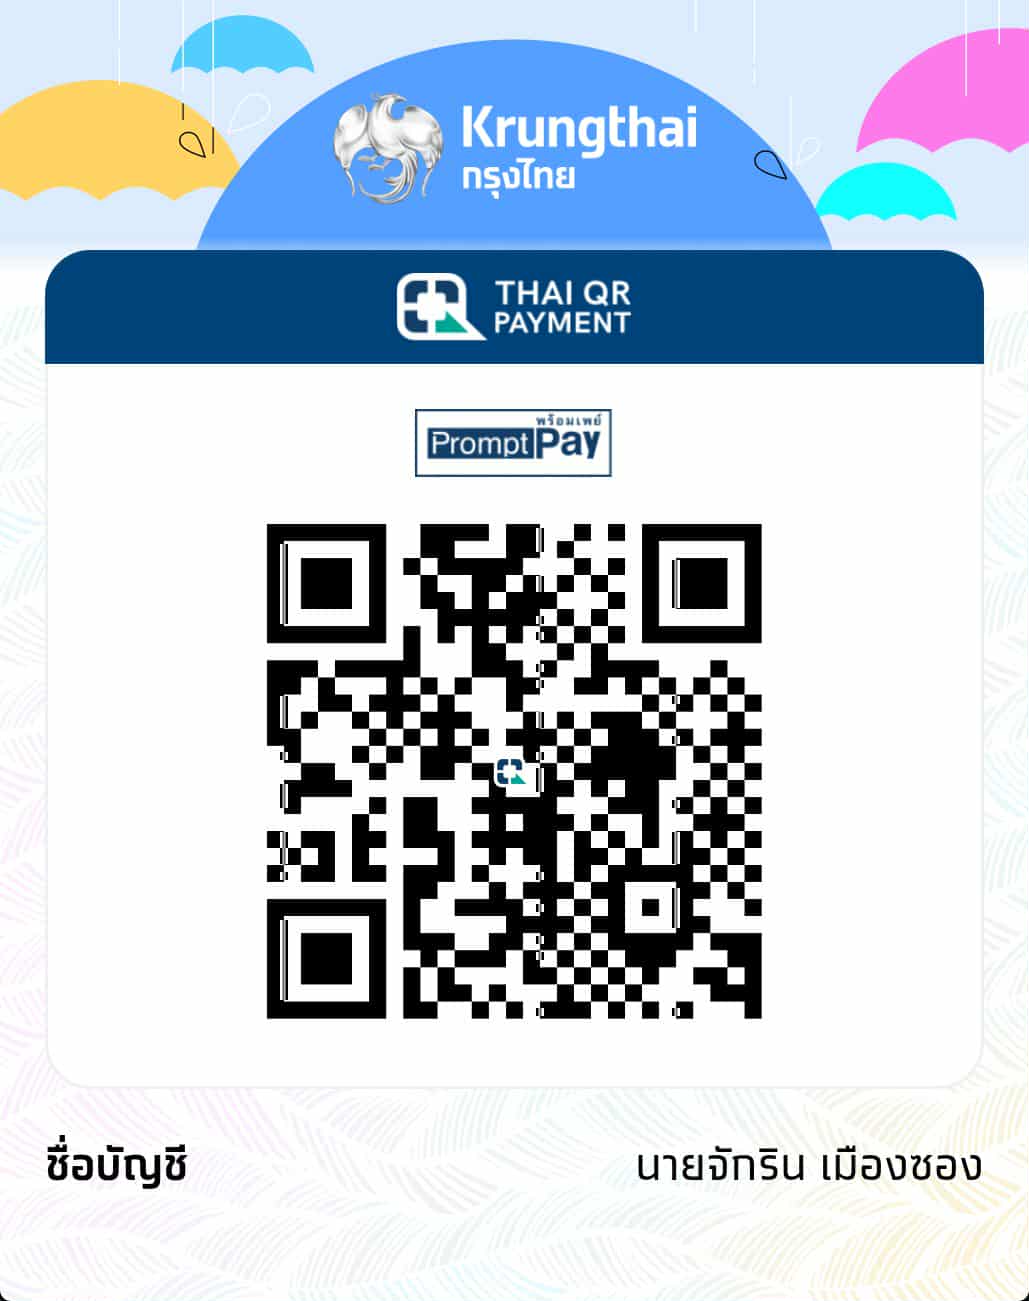 Krungthai
กรุงไทย
THAI QR
PAYMENT
พร้อมเพย์
PromptPay
ชื่อบัญชี นายจักริน เมืองซอง